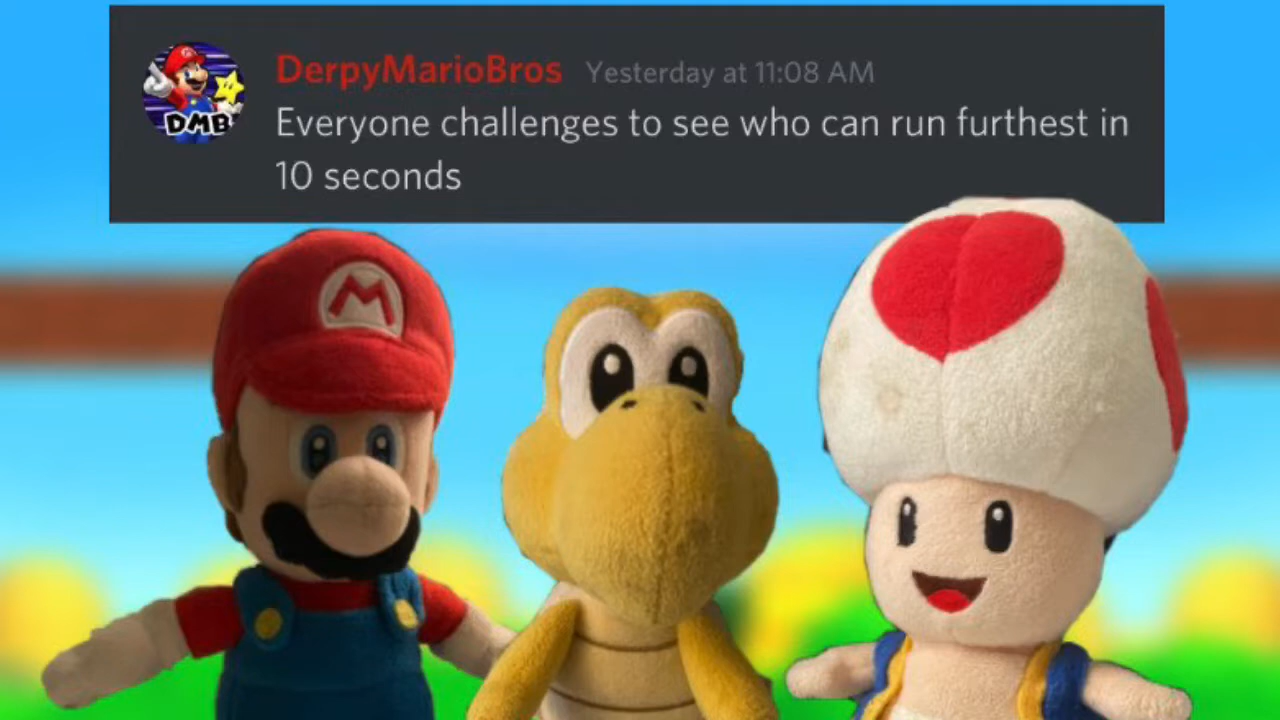 DMB
DerpyMarioBros Yesterday at 11:08 AM
Everyone challenges to see who can run furthest in
10 seconds
M